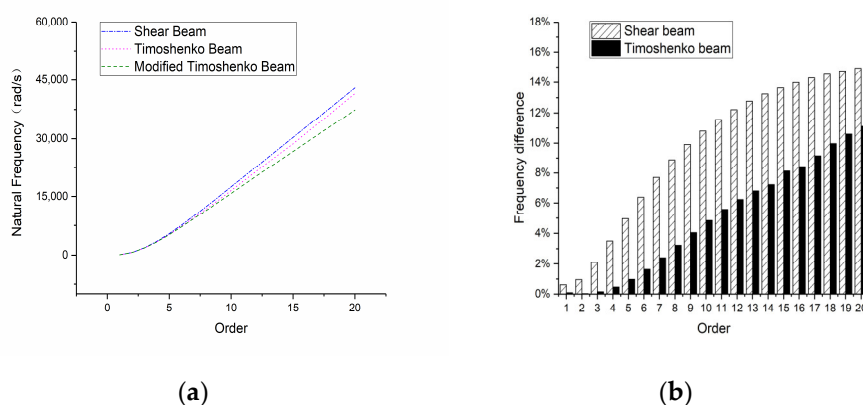 60,000
45,000
30,000
15,000
0
Natural Frequency (rad/s)
Shear Beam
Timoshenko Beam
Modified Timoshenko Beam
0 5 10 15 20
Order
(a)
18%
16%
14%
12%
10%
8%
6%
4%
2%
0%
Frequency difference
Shear beam
Timoshenko beam
1 2 3 4 5 6 7 8 9 10 11 12 13 14 15 16 17 18 19 20
Order
(b)